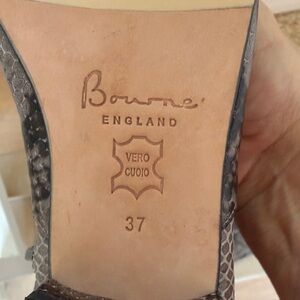 Bourne
ENGLAND
VERO
CUOIO
37